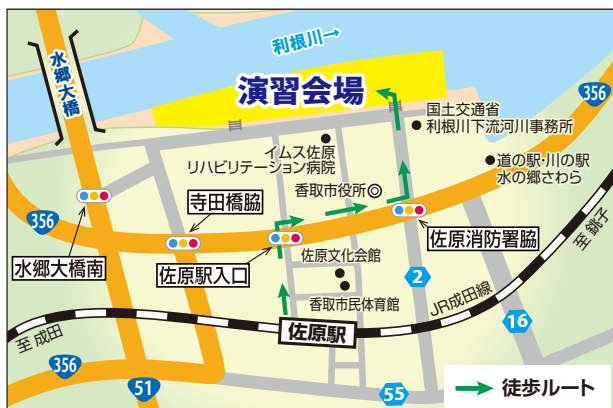 利根川→
水郷大橋
演習会場
356
国土交通省
利根川下流河川事務所
イムス佐原
リハビリテーション病院
道の駅・川の駅
水の郷さわら
香取市役所
寺田橋脇
356
水郷大橋南
佐原駅入口
佐原消防署脇
佐原文化会館
至 銚子
2
香取市民体育館
JR成田線
16
至 成田
佐原駅
356
51
55
徒歩ルート